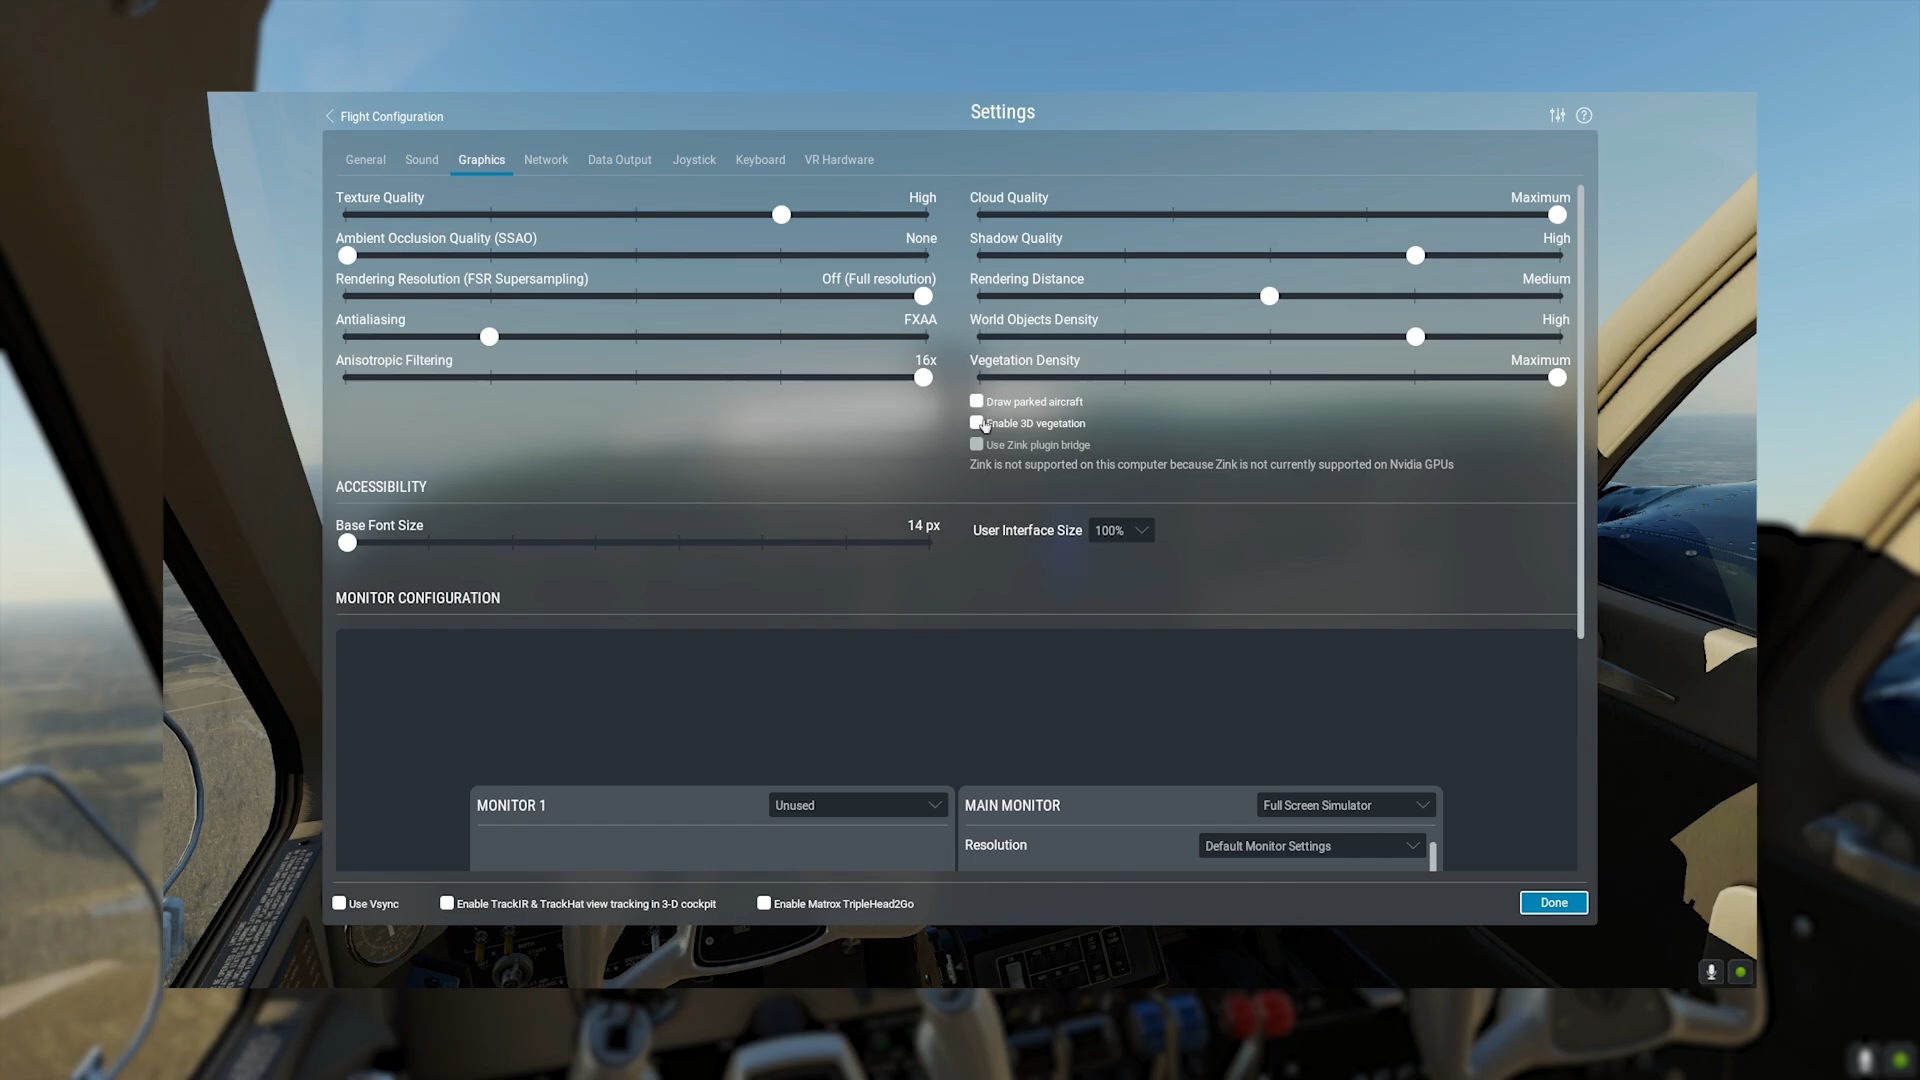 Flight Configuration
Settings
General Sound Graphics Network Data Output Joystick Keyboard VR Hardware
Texture Quality High
Ambient Occlusion Quality (SSAO) None
Rendering Resolution (FSR Supersampling) Off (Full resolution)
Antialiasing FXAA
Anisotropic Filtering 16x
Cloud Quality Maximum
Shadow Quality High
Rendering Distance Medium
World Objects Density High
Vegetation Density Maximum
Draw parked aircraft
Enable 3D vegetation
Use Zink plugin bridge
Zink is not supported on this computer because Zink is not currently supported on Nvidia GPUs
ACCESSIBILITY
Base Font Size 14 px
User Interface Size 100%
MONITOR CONFIGURATION
MONITOR 1 Unused
MAIN MONITOR Full Screen Simulator
Resolution Default Monitor Settings
Use Vsync Enable TrackIR & TrackHat view tracking in 3-D cockpit Enable Matrox TripleHead2Go
Done